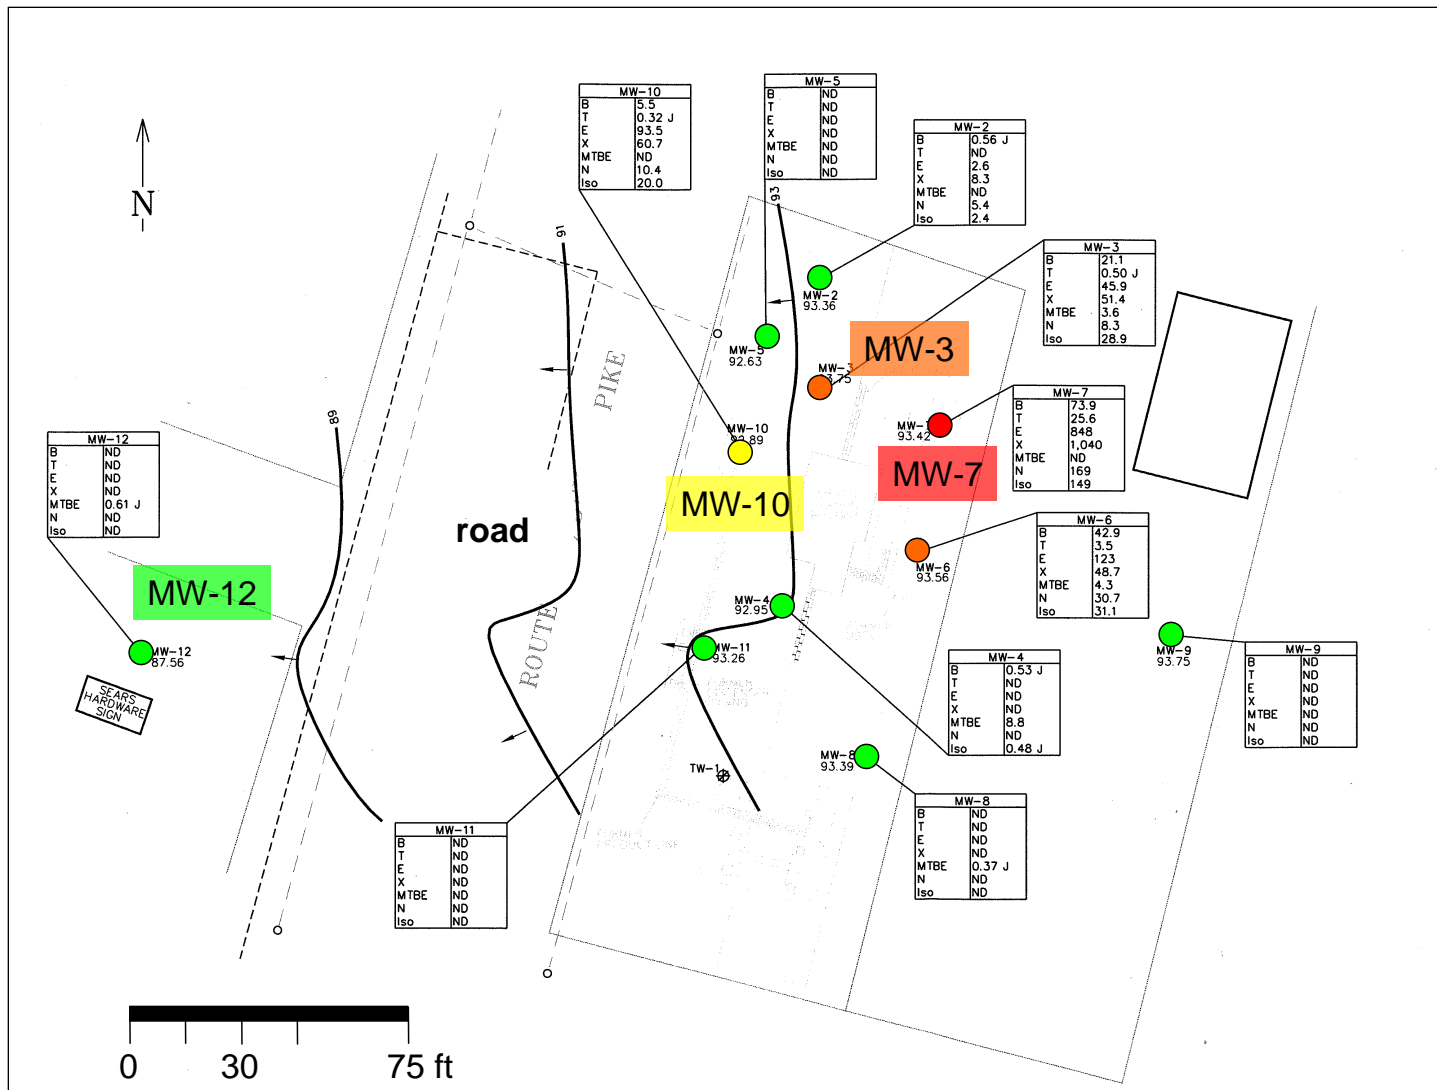 MW-5
B ND
T ND
E ND
X ND
MTBE ND
N ND
Iso ND
MW-10
B 5.5
T 0.32 J
E 93.5
X 60.7
MTBE ND
N 10.4
Iso 20.0
MW-2
B 0.56 J
T ND
E 2.6
X 8.3
MTBE ND
N 5.4
Iso 2.4
N
93
91
89
MW-3
B 21.1
T 0.50 J
E 45.9
X 51.4
MTBE 3.6
N 8.3
Iso 28.9
MW-2
93.36
MW-5
92.63
MW-3
MW-3
93.75
PIKE
MW-7
B 73.9
T 25.6
E 848
X 1,040
MTBE ND
N 169
Iso 149
MW-10
92.89
93.42
MW-7
MW-10
MW-12
B ND
T ND
E ND
X ND
MTBE 0.61 J
N ND
Iso ND
road
MW-6
B 42.9
T 3.5
E 123
X 48.7
MTBE 4.3
N 30.7
Iso 31.1
MW-6
93.56
MW-12
MW-4
92.95
ROUTE
MW-12
87.56
MW-11
93.26
MW-9
93.75
MW-4
B 0.53 J
T ND
E ND
X ND
MTBE 8.8
N ND
Iso 0.48 J
MW-9
B ND
T ND
E ND
X ND
MTBE ND
N ND
Iso ND
SEARS
HARDWARE
SIGN
MW-8
93.39
TW-1
MW-8
B ND
T ND
E ND
X ND
MTBE 0.37 J
N ND
Iso ND
MW-11
B ND
T ND
E ND
X ND
MTBE ND
N ND
Iso ND
FORMER
PRODUCT LINE
0 30 75 ft